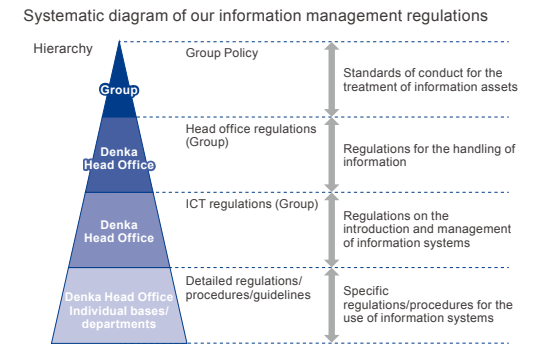 Systematic diagram of our information management regulations
Hierarchy
Group
Group Policy
Standards of conduct for the
treatment of information assets
Denka
Head Office
Head office regulations
(Group)
Regulations for the handling of
information
Denka
Head Office
ICT regulations (Group)
Regulations on the
introduction and management
of information systems
Denka Head Office
Individual bases/
departments
Detailed regulations/
procedures/guidelines
Specific
regulations/procedures for the
use of information systems